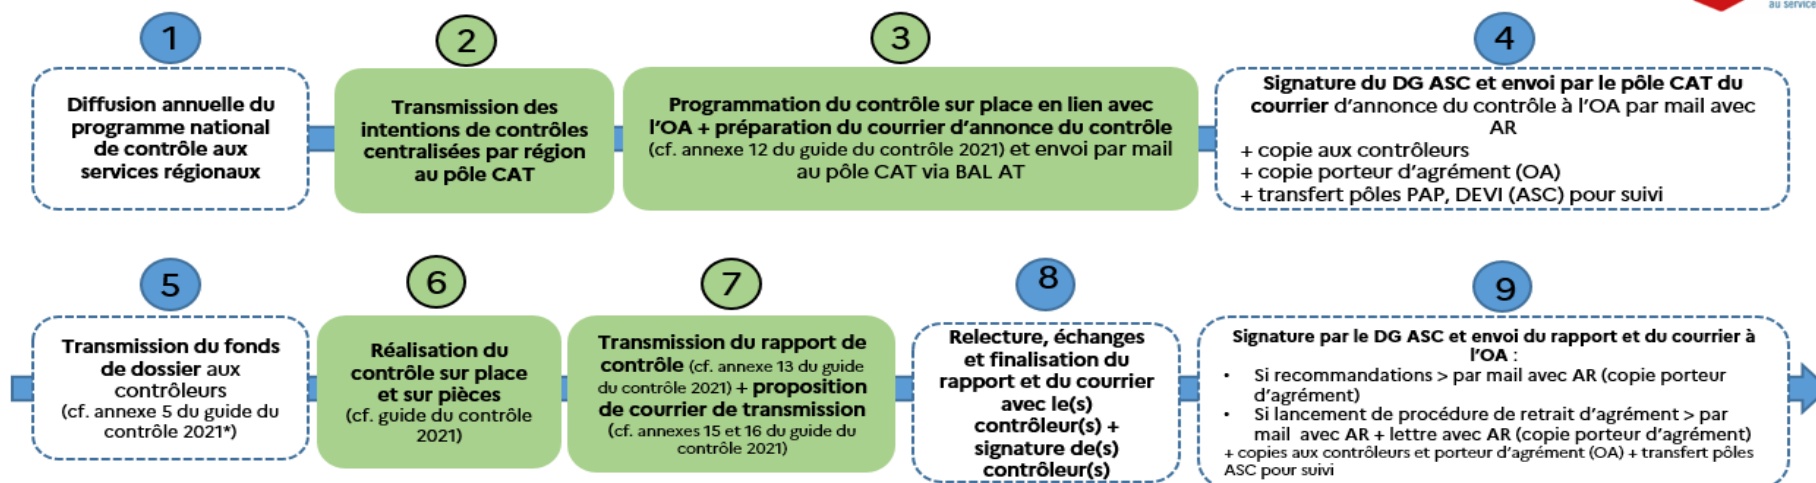 au service
1
Diffusion annuelle du
programme national
de contrôle aux
services régionaux
2
Transmission des
intentions de contrôles
centralisées par région
au pôle CAT
3
Programmation du contrôle sur place en lien avec
l'OA + préparation du courrier d'annonce du contrôle
(cf. annexe 12 du guide du contrôle 2021) et envoi par mail
au pôle CAT via BAL AT
4
Signature du DG ASC et envoi par le pôle CAT du
courrier d'annonce du contrôle à l'OA par mail avec
AR
+ copie aux contrôleurs
+ copie porteur d'agrément (OA)
+ transfert pôles PAP, DEVI (ASC) pour suivi
5
Transmission du fonds
de dossier aux
contrôleurs
(cf. annexe 5 du guide du
contrôle 2021*)
6
Réalisation du
contrôle sur place
et sur pièces
(cf. guide du contrôle
2021)
7
Transmission du rapport de
contrôle (cf. annexe 13 du guide
du contrôle 2021) + proposition
de courrier de transmission
(cf. annexes 15 et 16 du guide du
contrôle 2021)
8
Relecture, échanges
et finalisation du
rapport et du courrier
avec le(s)
contrôleur(s) +
signature de(s)
contrôleur(s)
9
Signature par le DG ASC et envoi du rapport et du courrier à
l'OA :
• Si recommandations > par mail avec AR (copie porteur
d'agrément)
• Si lancement de procédure de retrait d'agrément > par
mail avec AR + lettre avec AR (copie porteur d'agrément)
+ copies aux contrôleurs et porteur d'agrément (OA) + transfert pôles
ASC pour suivi